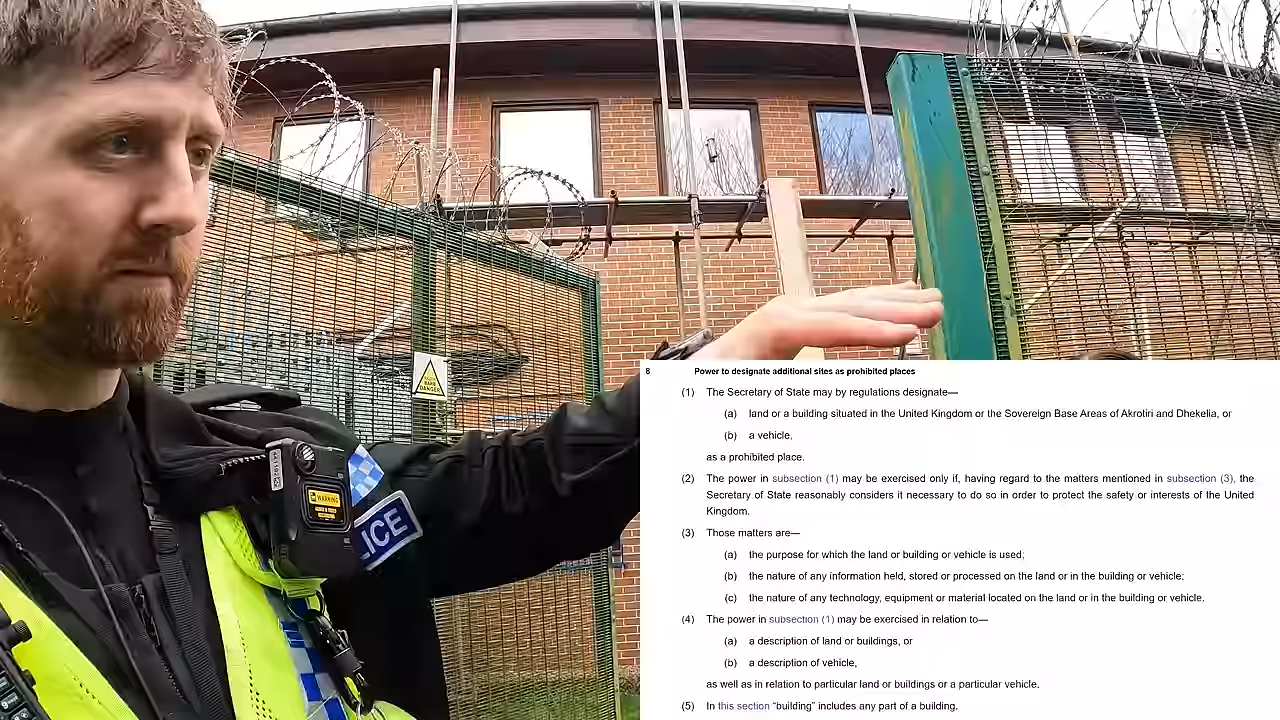 RAZOR
BARB
DANGER
WARNING
LICE
8 Power to designate additional sites as prohibited places
(1) The Secretary of State may by regulations designate—
(a) land or a building situated in the United Kingdom or the Sovereign Base Areas of Akrotiri and Dhekelia, or
(b) a vehicle,
as a prohibited place.
(2) The power in subsection (1) may be exercised only if, having regard to the matters mentioned in subsection (3), the
Secretary of State reasonably considers it necessary to do so in order to protect the safety or interests of the United
Kingdom.
(3) Those matters are—
(a) the purpose for which the land or building or vehicle is used;
(b) the nature of any information held, stored or processed on the land or in the building or vehicle;
(c) the nature of any technology, equipment or material located on the land or in the building or vehicle.
(4) The power in subsection (1) may be exercised in relation to—
(a) a description of land or buildings, or
(b) a description of vehicle,
as well as in relation to particular land or buildings or a particular vehicle.
(5) In this section “building” includes any part of a building.